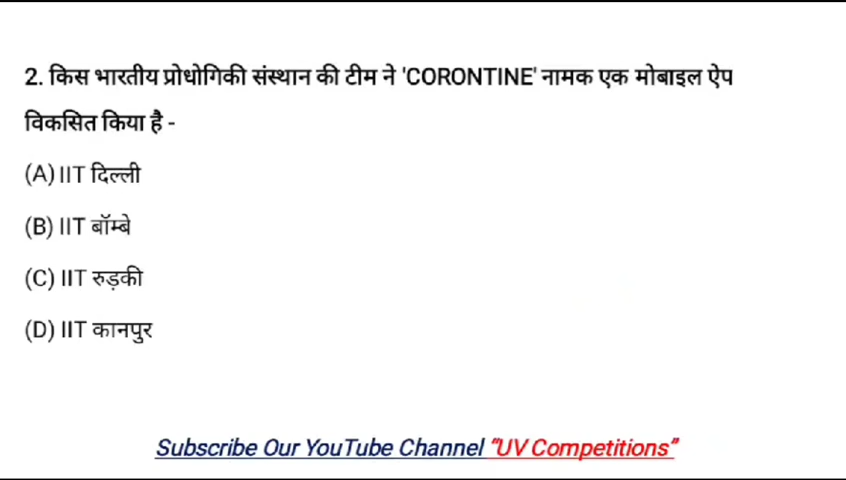 2. किस भारतीय प्रोधोगिकी संस्थान की टीम ने 'CORONTINE' नामक एक मोबाइल ऐप
विकसित किया है -
(A) IIT दिल्ली
(B) IIT बॉम्बे
(C) IIT रुड़की
(D) IIT कानपुर
Subscribe Our YouTube Channel “UV Competitions”